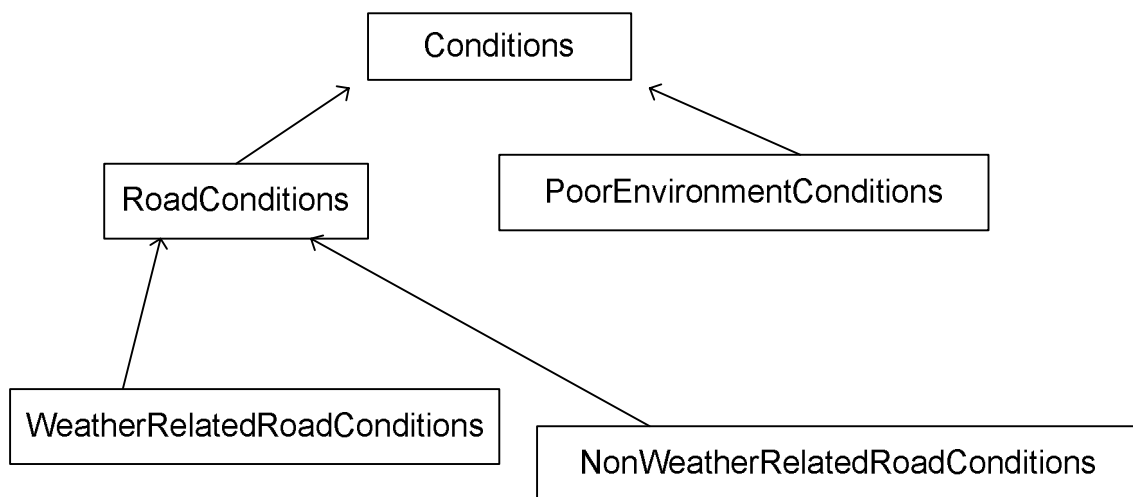 Conditions
RoadConditions
PoorEnvironmentConditions
WeatherRelatedRoadConditions
NonWeatherRelatedRoadConditions